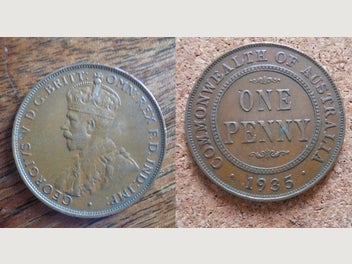 GEORGIVS V D.G. BRITT: OMN: REX F.D. IND: IMP:
COMMONWEALTH OF AUSTRALIA
ONE
PENNY
1935